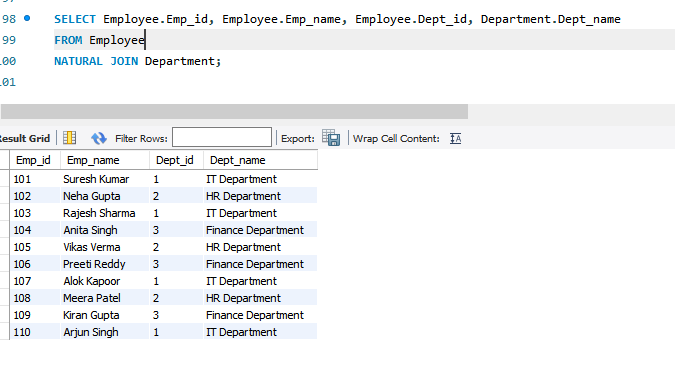 98 SELECT Employee.Emp_id, Employee.Emp_name, Employee.Dept_id, Department.Dept_name
99 FROM Employee
100 NATURAL JOIN Department;
101
Result Grid Filter Rows: Export: Wrap Cell Content: IA
Emp_id Emp_name Dept_id Dept_name
101 Suresh Kumar 1 IT Department
102 Neha Gupta 2 HR Department
103 Rajesh Sharma 1 IT Department
104 Anita Singh 3 Finance Department
105 Vikas Verma 2 HR Department
106 Preeti Reddy 3 Finance Department
107 Alok Kapoor 1 IT Department
108 Meera Patel 2 HR Department
109 Kiran Gupta 3 Finance Department
110 Arjun Singh 1 IT Department